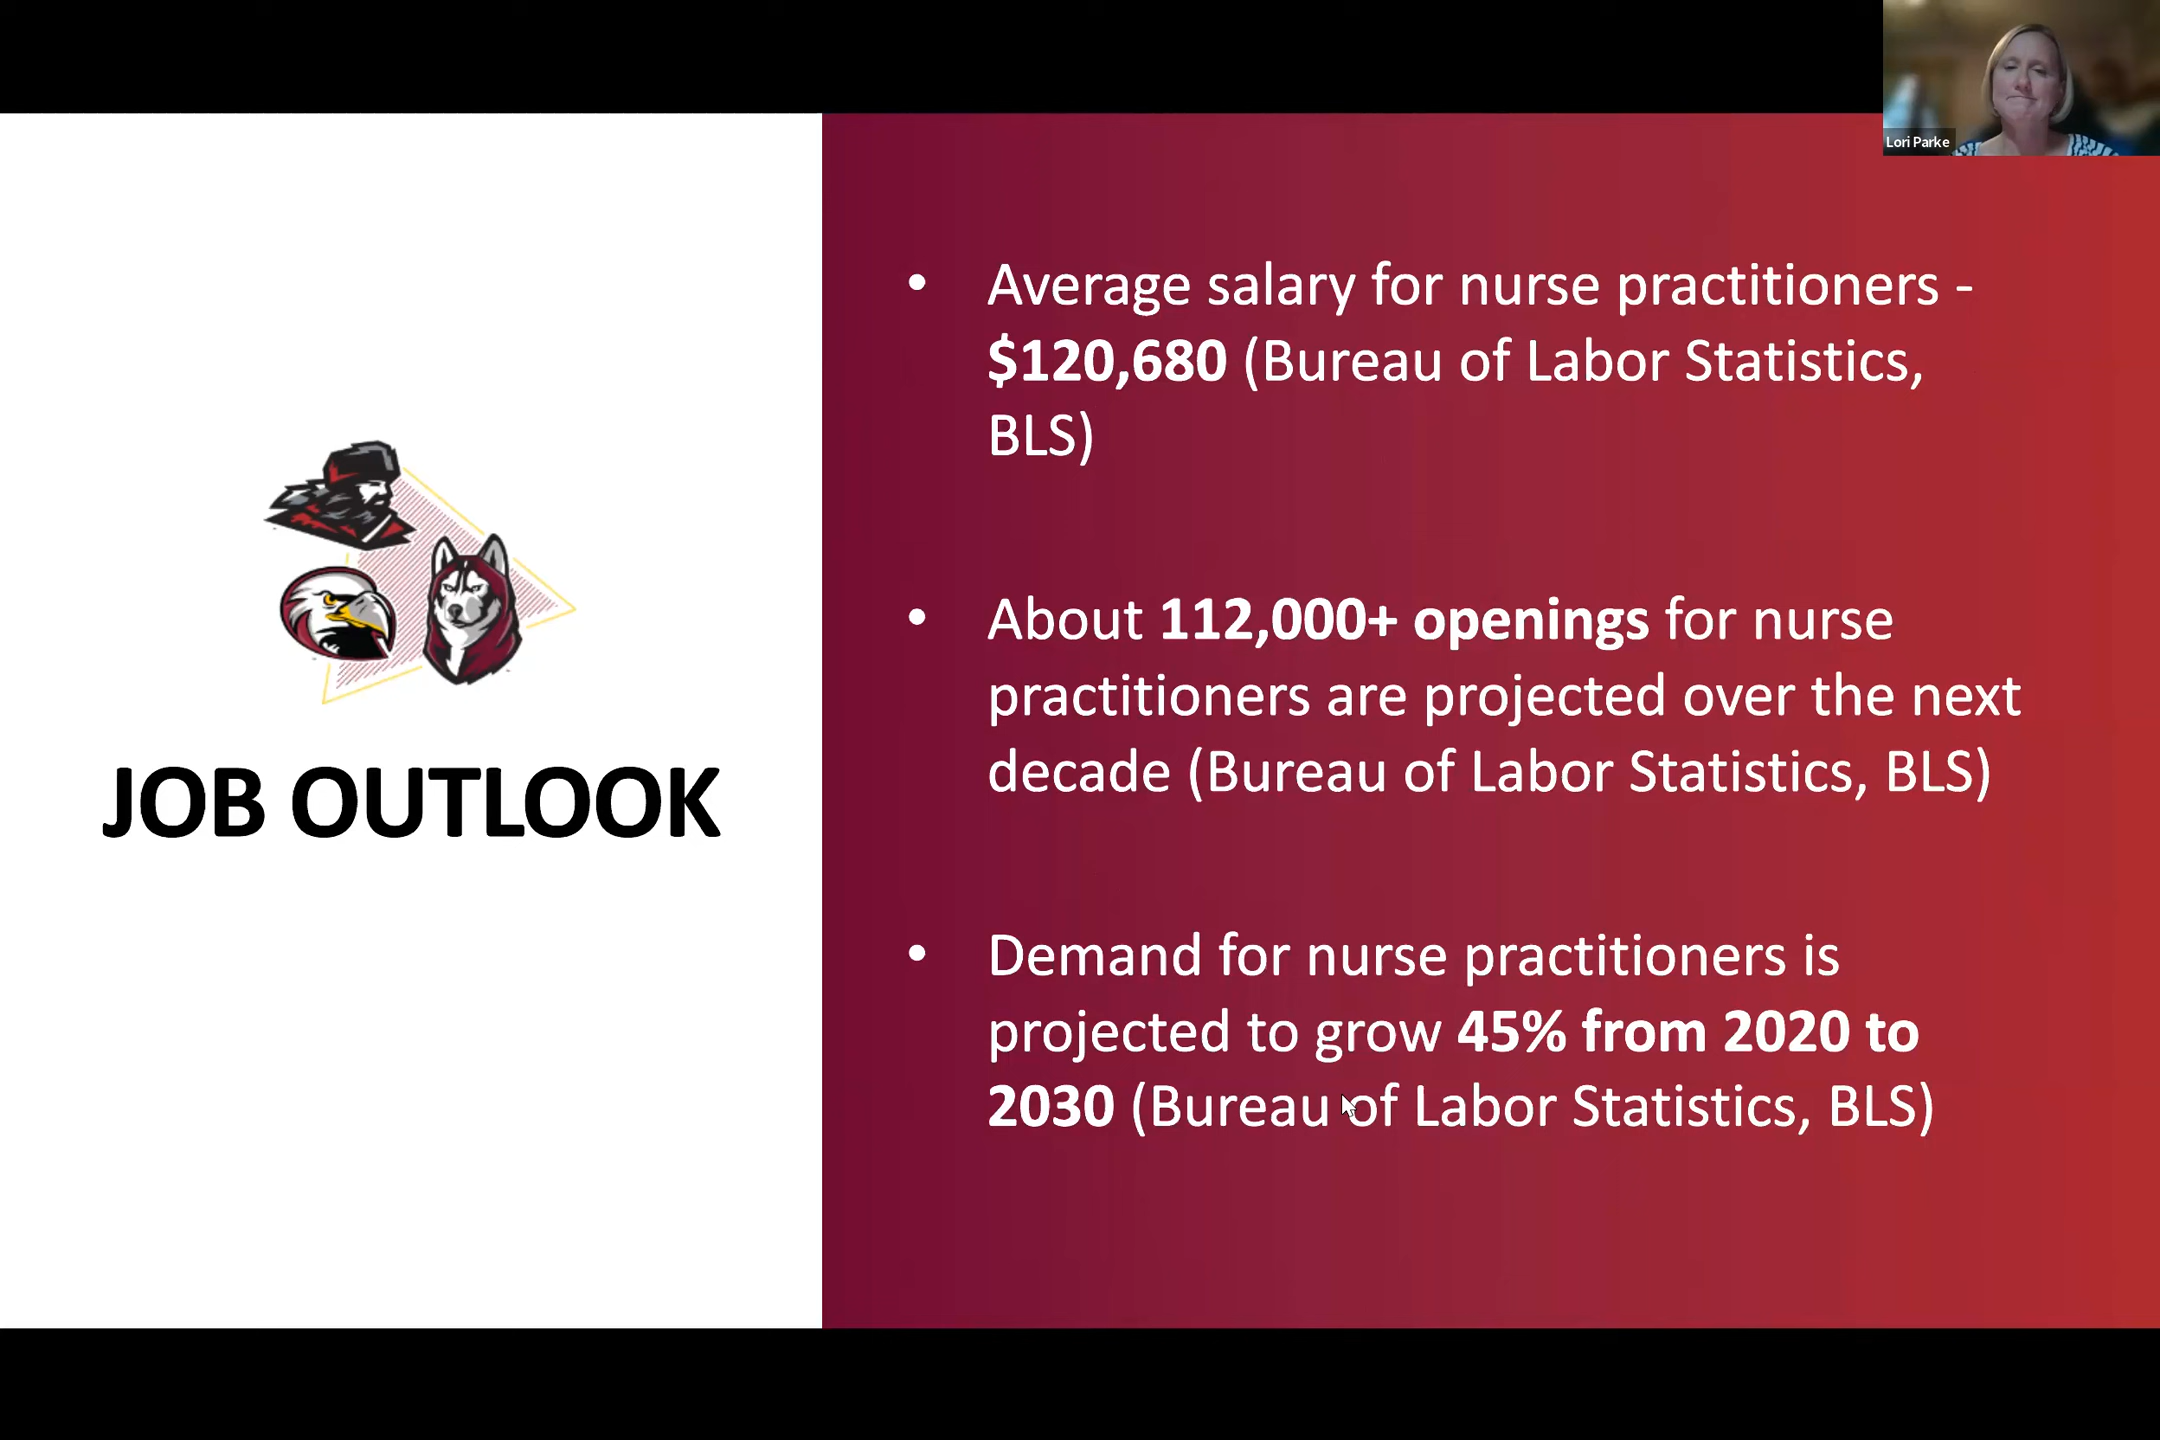 Lori Parke
JOB OUTLOOK
• Average salary for nurse practitioners -
$120,680 (Bureau of Labor Statistics,
BLS)
• About 112,000+ openings for nurse
practitioners are projected over the next
decade (Bureau of Labor Statistics, BLS)
• Demand for nurse practitioners is
projected to grow 45% from 2020 to
2030 (Bureau of Labor Statistics, BLS)